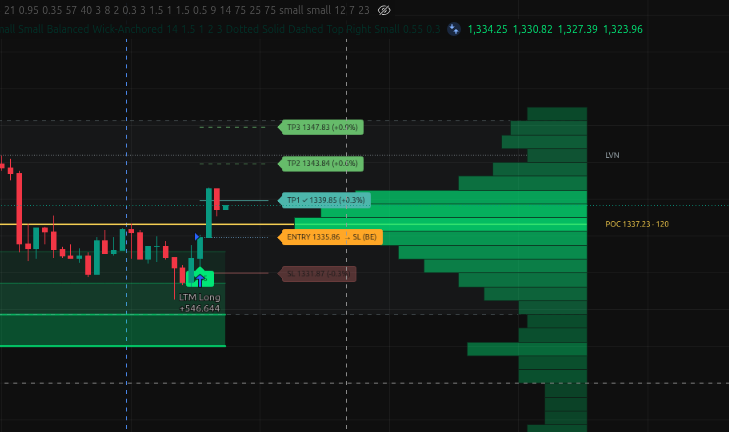 21 0.95 0.35 57 40 3 8 2 0.3 3 1.5 1 1.5 0.5 9 14 75 25 75 small small 12 7 23
mall Small Balanced Wick-Anchored 14 1.5 1 2 3 Dotted Solid Dashed Top Right Small 0.55 0.3 1,334.25 1,330.82 1,327.39 1,323.96
TP3 1347.83 (+0.9%)
LVN
TP2 1343.84 (+0.6%)
TP1 ✓ 1339.85 (+0.3%)
POC 1337.23 - 120
ENTRY 1335.86 → SL (BE)
SL 1331.87 (-0.3%)
LTM Long
+546.644